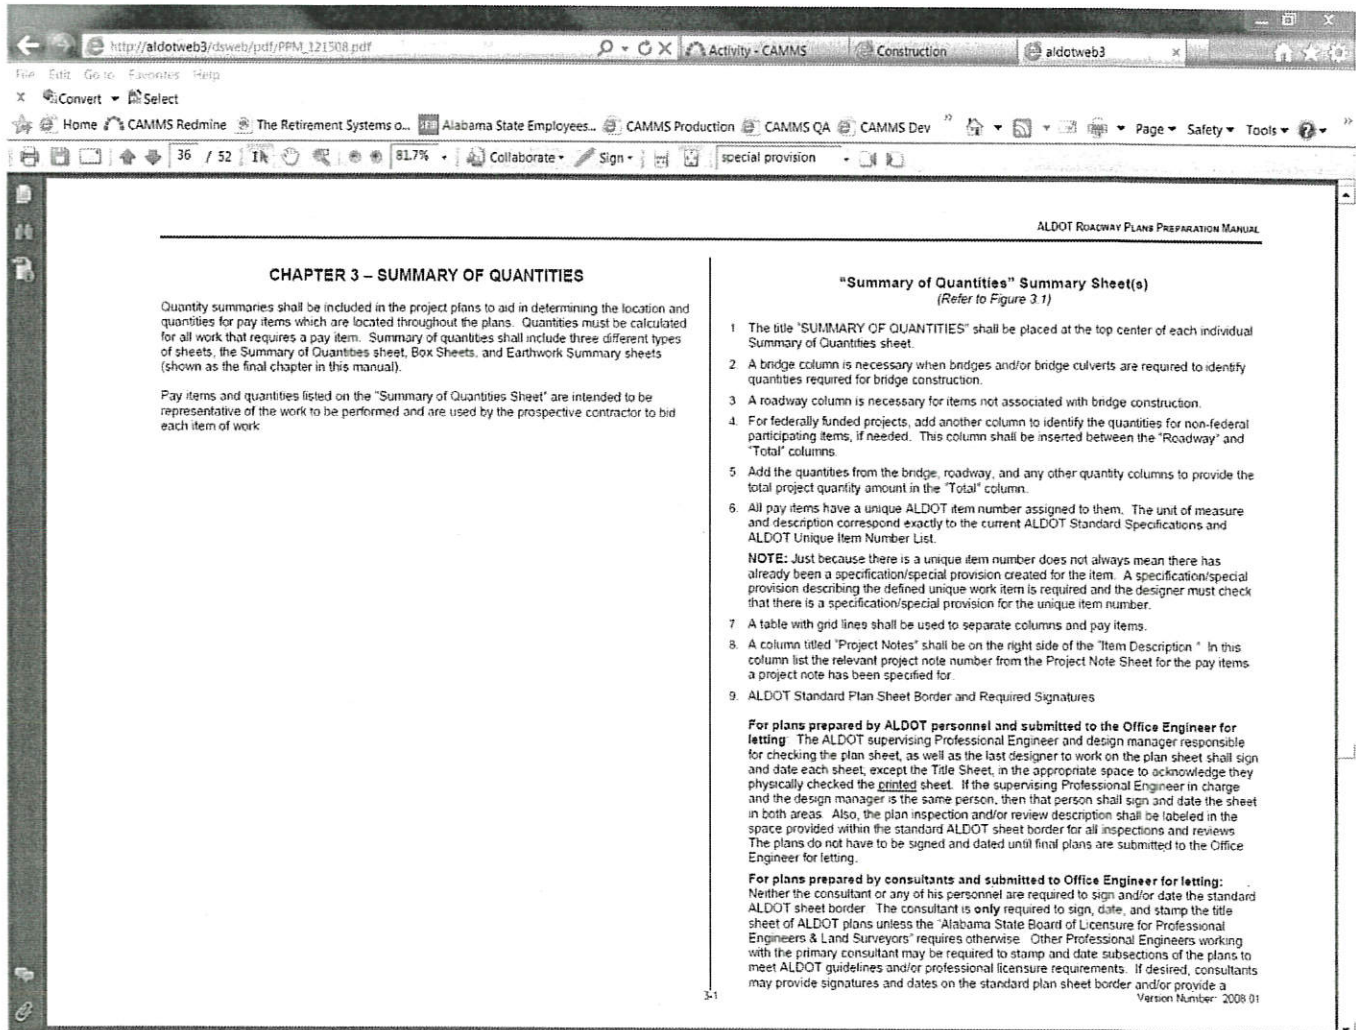 http://aldotweb3/dsweb/pdf/PPM_121508.pdf
Activity - CAMMS
Construction
aldotweb3
File Edit Go to Favorites Help
Convert Select
Home CAMMS Redmine The Retirement Systems o... Alabama State Employees... CAMMS Production CAMMS QA CAMMS Dev Page Safety Tools
36 / 52 81.7% Collaborate Sign special provision
ALDOT ROADWAY PLANS PREPARATION MANUAL
CHAPTER 3 – SUMMARY OF QUANTITIES
Quantity summaries shall be included in the project plans to aid in determining the location and
quantities for pay items which are located throughout the plans. Quantities must be calculated
for all work that requires a pay item. Summary of quantities shall include three different types
of sheets, the Summary of Quantities sheet, Box Sheets, and Earthwork Summary sheets
(shown as the final chapter in this manual).
Pay items and quantities listed on the "Summary of Quantities Sheet" are intended to be
representative of the work to be performed and are used by the prospective contractor to bid
each item of work
"Summary of Quantities" Summary Sheet(s)
(Refer to Figure 3.1)
1 The title "SUMMARY OF QUANTITIES" shall be placed at the top center of each individual
Summary of Quantities sheet.
2 A bridge column is necessary when bridges and/or bridge culverts are required to identify
quantities required for bridge construction.
3 A roadway column is necessary for items not associated with bridge construction.
4. For federally funded projects, add another column to identify the quantities for non-federal
participating items, if needed. This column shall be inserted between the "Roadway" and
"Total" columns.
5 Add the quantities from the bridge, roadway, and any other quantity columns to provide the
total project quantity amount in the "Total" column.
6. All pay items have a unique ALDOT item number assigned to them. The unit of measure
and description correspond exactly to the current ALDOT Standard Specifications and
ALDOT Unique Item Number List.
NOTE: Just because there is a unique item number does not always mean there has
already been a specification/special provision created for the item. A specification/special
provision describing the defined unique work item is required and the designer must check
that there is a specification/special provision for the unique item number.
7 A table with grid lines shall be used to separate columns and pay items.
8. A column titled "Project Notes" shall be on the right side of the "Item Description " In this
column list the relevant project note number from the Project Note Sheet for the pay items
a project note has been specified for.
9. ALDOT Standard Plan Sheet Border and Required Signatures
For plans prepared by ALDOT personnel and submitted to the Office Engineer for
letting: The ALDOT supervising Professional Engineer and design manager responsible
for checking the plan sheet, as well as the last designer to work on the plan sheet shall sign
and date each sheet, except the Title Sheet, in the appropriate space to acknowledge they
physically checked the printed sheet. If the supervising Professional Engineer in charge
and the design manager is the same person, then that person shall sign and date the sheet
in both areas. Also, the plan inspection and/or review description shall be labeled in the
space provided within the standard ALDOT sheet border for all inspections and reviews
The plans do not have to be signed and dated until final plans are submitted to the Office
Engineer for letting.
For plans prepared by consultants and submitted to Office Engineer for letting:
Neither the consultant or any of his personnel are required to sign and/or date the standard
ALDOT sheet border. The consultant is only required to sign, date, and stamp the title
sheet of ALDOT plans unless the "Alabama State Board of Licensure for Professional
Engineers & Land Surveyors" requires otherwise. Other Professional Engineers working
with the primary consultant may be required to stamp and date subsections of the plans to
meet ALDOT guidelines and/or professional licensure requirements. If desired, consultants
may provide signatures and dates on the standard plan sheet border and/or provide a
3-1
Version Number: 2008 01